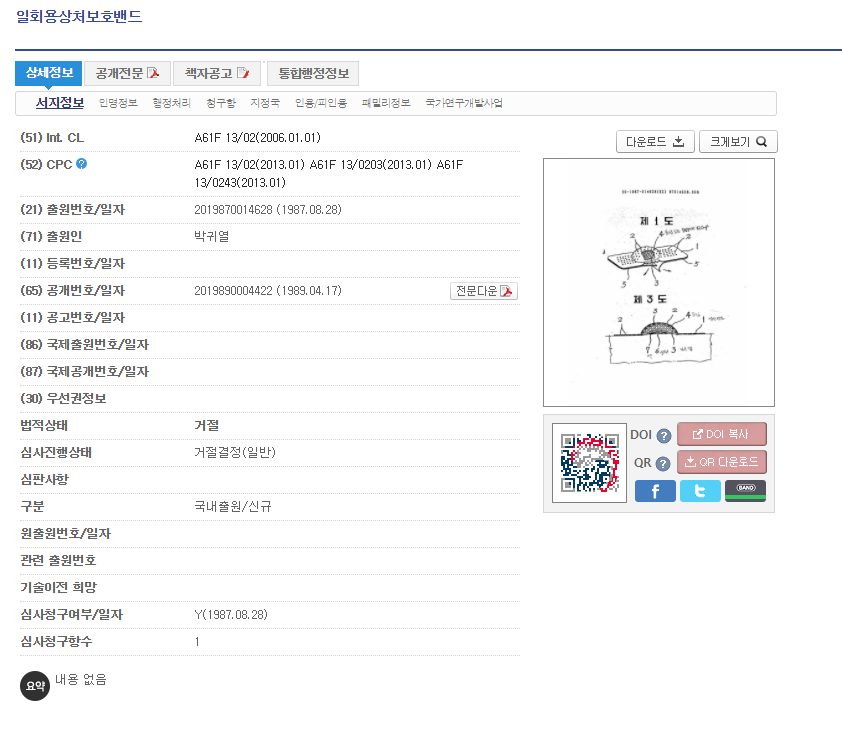 일회용상처보호밴드
상세정보 공개전문 책자공고 통합행정정보
서지정보 인명정보 행정처리 청구항 지정국 인용/피인용 패밀리정보 국가연구개발사업
(51) Int. CL A61F 13/02(2006.01.01)
(52) CPC ? A61F 13/02(2013.01) A61F 13/0203(2013.01) A61F
13/0243(2013.01)
(21) 출원번호/일자 2019870014628 (1987.08.28)
(71) 출원인 박귀열
(11) 등록번호/일자
(65) 공개번호/일자 2019890004422 (1989.04.17) 전문다운
(11) 공고번호/일자
(86) 국제출원번호/일자
(87) 국제공개번호/일자
(30) 우선권정보
법적상태 거절
심사진행상태 거절결정(일반)
심판사항
구분 국내출원/신규
원출원번호/일자
관련 출원번호
기술이전 희망
심사청구여부/일자 Y(1987.08.28)
심사청구항수 1
요약 내용 없음
다운로드 크게보기
제 1 도
제 3 도
DOI ? DOI 복사
QR ? QR 다운로드
f t BAND